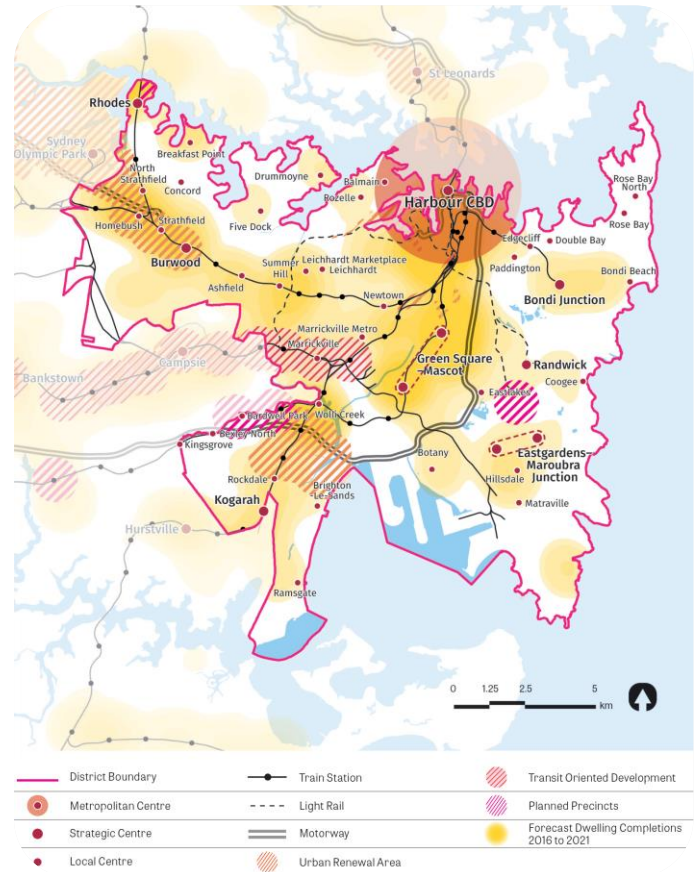 St Leonards
Rhodes
Sydney
Olympic Park
Breakfast Point
North
Strathfield
Concord
Drummoyne
Balmain
Rozelle
Harbour CBD
Rose Bay
North
Rose Bay
Homebush
Strathfield
Five Dock
Burwood
Summer
Hill
Leichhardt Marketplace
Leichhardt
Edgecliff
Double Bay
Paddington
Bondi Beach
Bondi Junction
Ashfield
Newtown
Marrickville Metro
Marrickville
Green Square
-Mascot
Randwick
Coogee
Campsie
Bankstown
Eastlakes
Bardwell Park
Wolli Creek
Bexley North
Kingsgrove
Botany
Eastgardens-
Maroubra
Junction
Hillsdale
Rockdale
Brighton
Le-Sands
Matraville
Kogarah
Hurstville
Ramsgate
0 1.25 2.5 5
km
District Boundary
Train Station
Transit Oriented Development
Metropolitan Centre
Light Rail
Planned Precincts
Strategic Centre
Motorway
Forecast Dwelling Completions
2016 to 2021
Local Centre
Urban Renewal Area